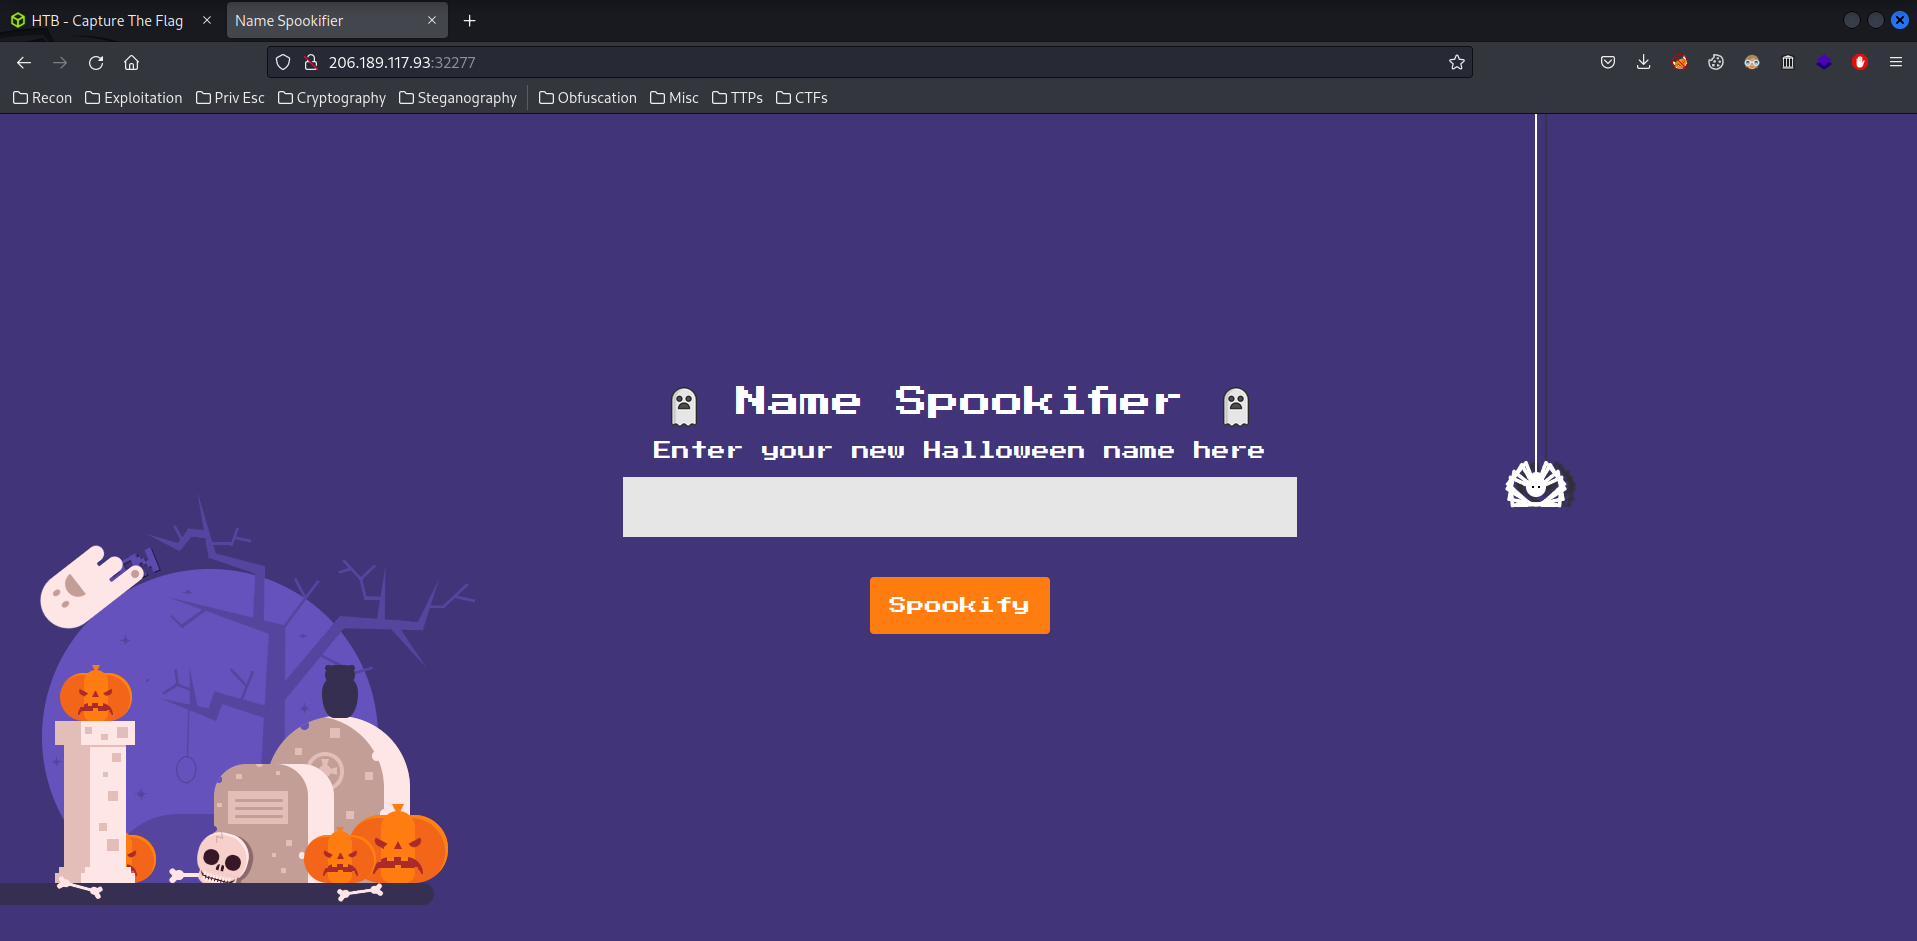 HTB - Capture The Flag
Name Spookifier
206.189.117.93:32277
Recon Exploitation Priv Esc Cryptography Steganography Obfuscation Misc TTPs CTFs
Name Spookifier
Enter your new Halloween name here
Spookify